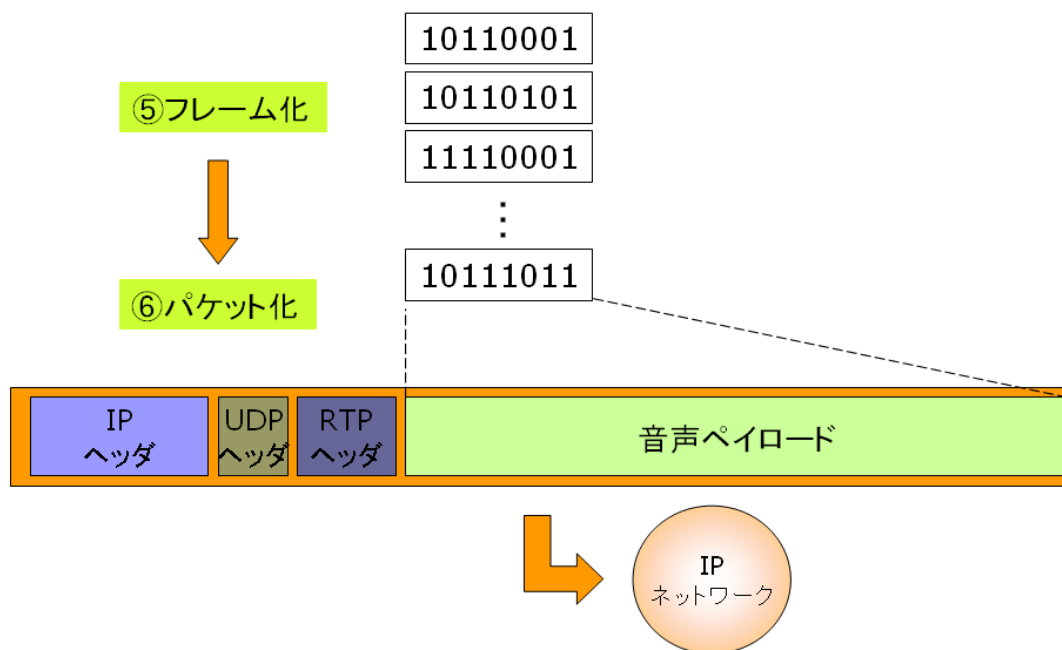 10110001
⑤フレーム化
10110101
11110001
⋮
⑥パケット化
10111011
IP
ヘッダ
UDP
ヘッダ
RTP
ヘッダ
音声ペイロード
IP
ネットワーク